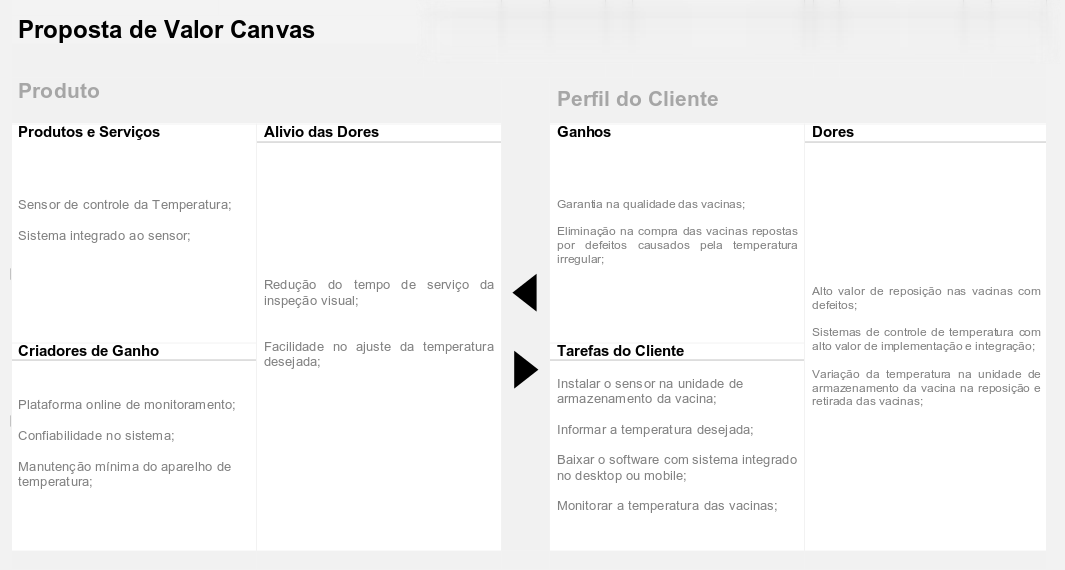 Proposta de Valor Canvas
Produto
Produtos e Serviços
Sensor de controle da Temperatura;
Sistema integrado ao sensor;
Criadores de Ganho
Plataforma online de monitoramento;
Confiabilidade no sistema;
Manutenção mínima do aparelho de
temperatura;
Alivio das Dores
Redução do tempo de serviço da
inspeção visual;
Facilidade no ajuste da temperatura
desejada;
Perfil do Cliente
Ganhos
Garantia na qualidade das vacinas;
Eliminação na compra das vacinas repostas
por defeitos causados pela temperatura
irregular;
Tarefas do Cliente
Instalar o sensor na unidade de
armazenamento da vacina;
Informar a temperatura desejada;
Baixar o software com sistema integrado
no desktop ou mobile;
Monitorar a temperatura das vacinas;
Dores
Alto valor de reposição nas vacinas com
defeitos;
Sistemas de controle de temperatura com
alto valor de implementação e integração;
Variação da temperatura na unidade de
armazenamento da vacina na reposição e
retirada das vacinas;